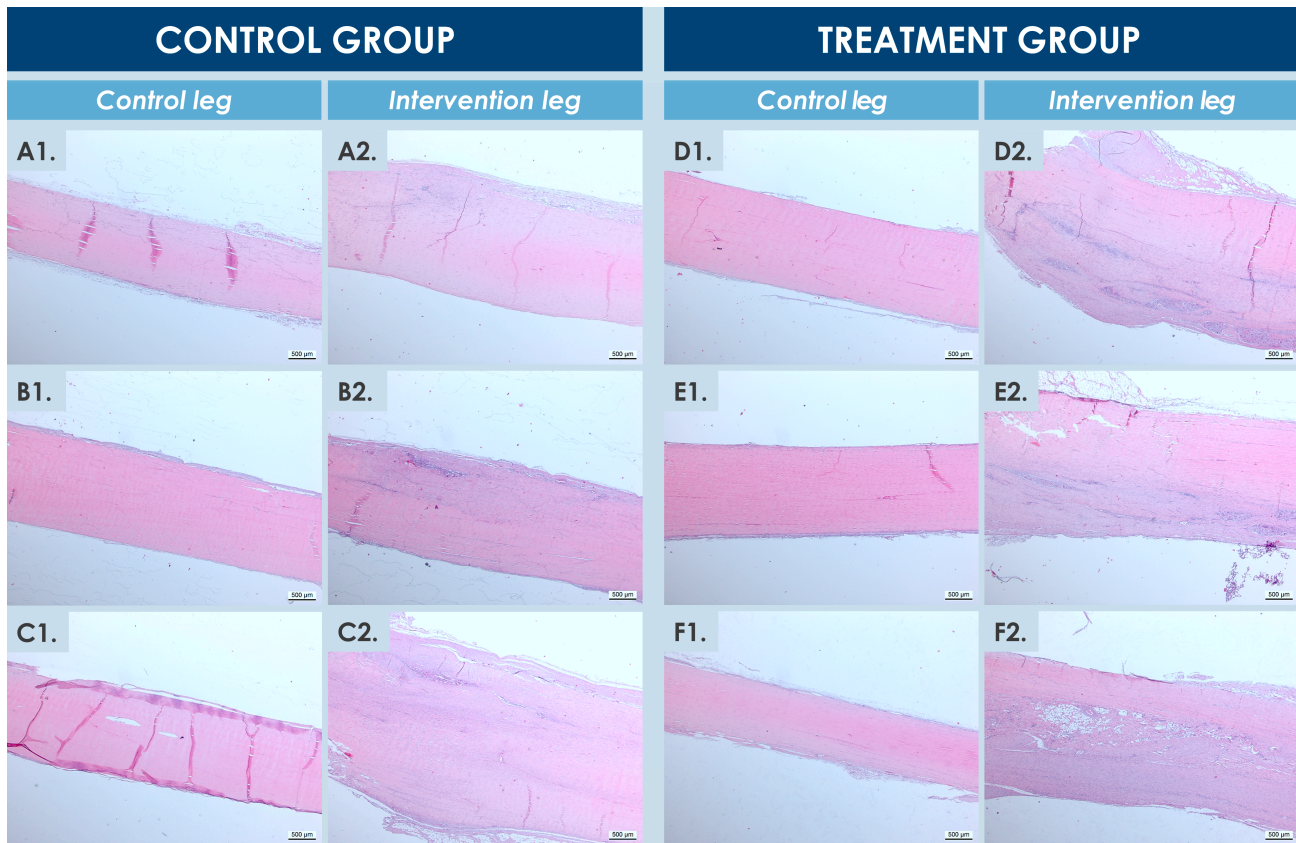 CONTROL GROUP
TREATMENT GROUP
Control leg
Intervention leg
Control leg
Intervention leg
A1.
A2.
D1.
D2.
500 µm
500 µm
500 µm
500 µm
B1.
B2.
E1.
E2.
500 µm
500 µm
500 µm
500 µm
C1.
C2.
F1.
F2.
500 µm
500 µm
500 µm
500 µm